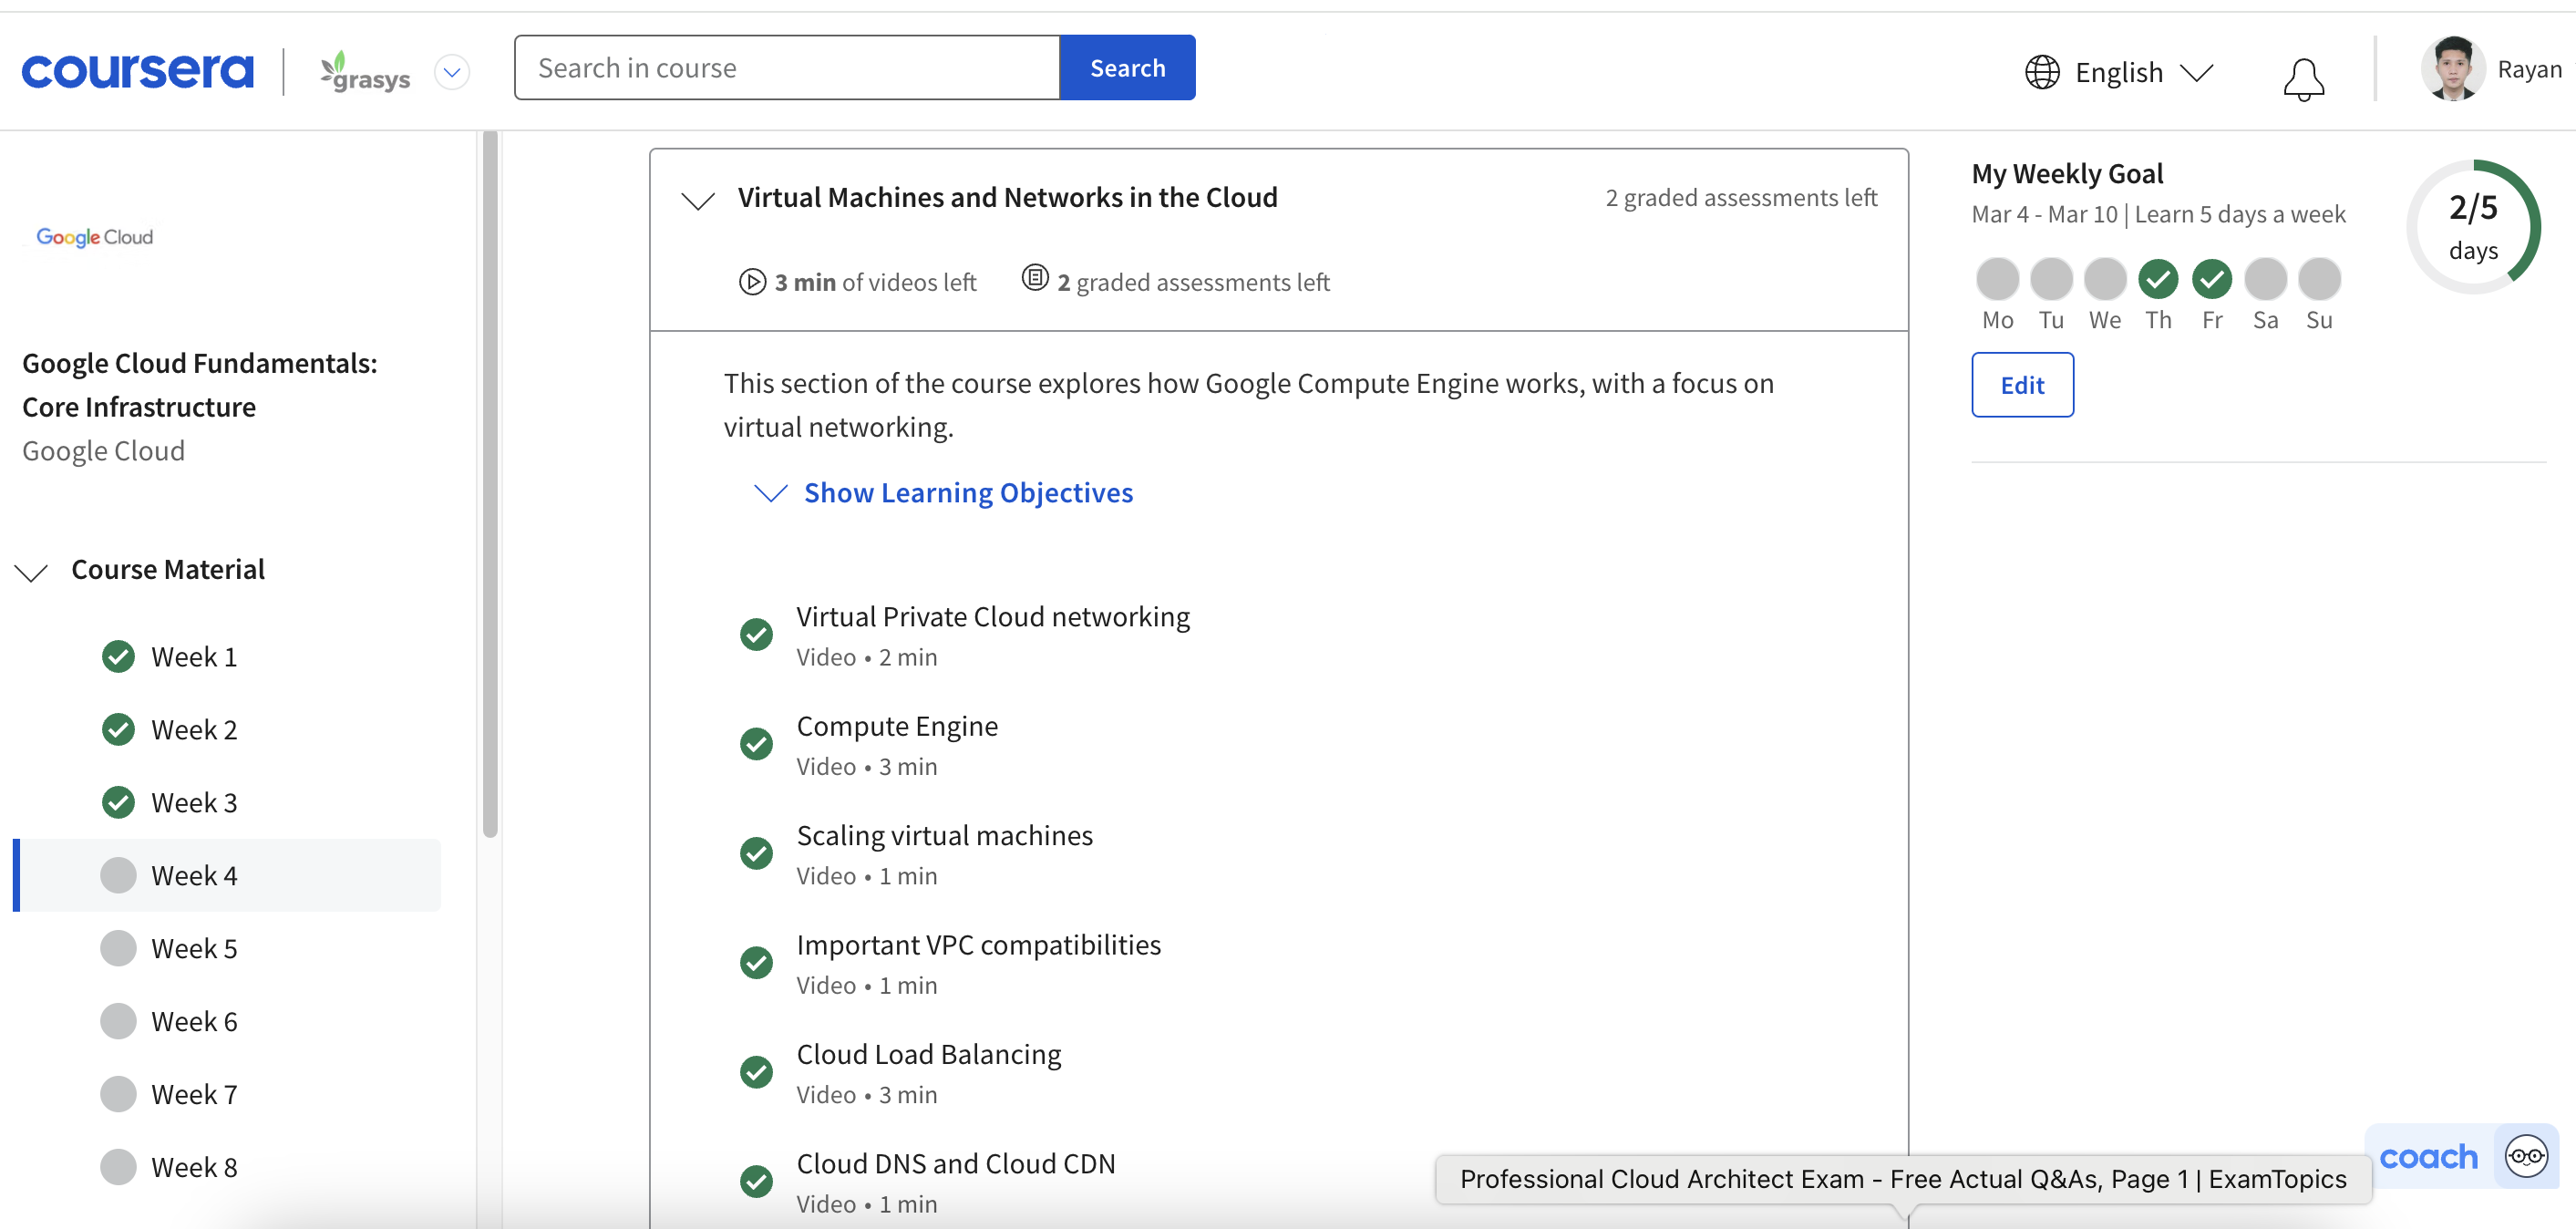 coursera
grasys
Search in course
Search
English
Rayan
Google Cloud
Google Cloud Fundamentals:
Core Infrastructure
Google Cloud
Course Material
Week 1
Week 2
Week 3
Week 4
Week 5
Week 6
Week 7
Week 8
Virtual Machines and Networks in the Cloud
2 graded assessments left
3 min of videos left
2 graded assessments left
This section of the course explores how Google Compute Engine works, with a focus on
virtual networking.
Show Learning Objectives
Virtual Private Cloud networking
Video • 2 min
Compute Engine
Video • 3 min
Scaling virtual machines
Video • 1 min
Important VPC compatibilities
Video • 1 min
Cloud Load Balancing
Video • 3 min
Cloud DNS and Cloud CDN
Video • 1 min
My Weekly Goal
Mar 4 - Mar 10 | Learn 5 days a week
2/5
days
Mo Tu We Th Fr Sa Su
Edit
coach
Professional Cloud Architect Exam - Free Actual Q&As, Page 1 | ExamTopics